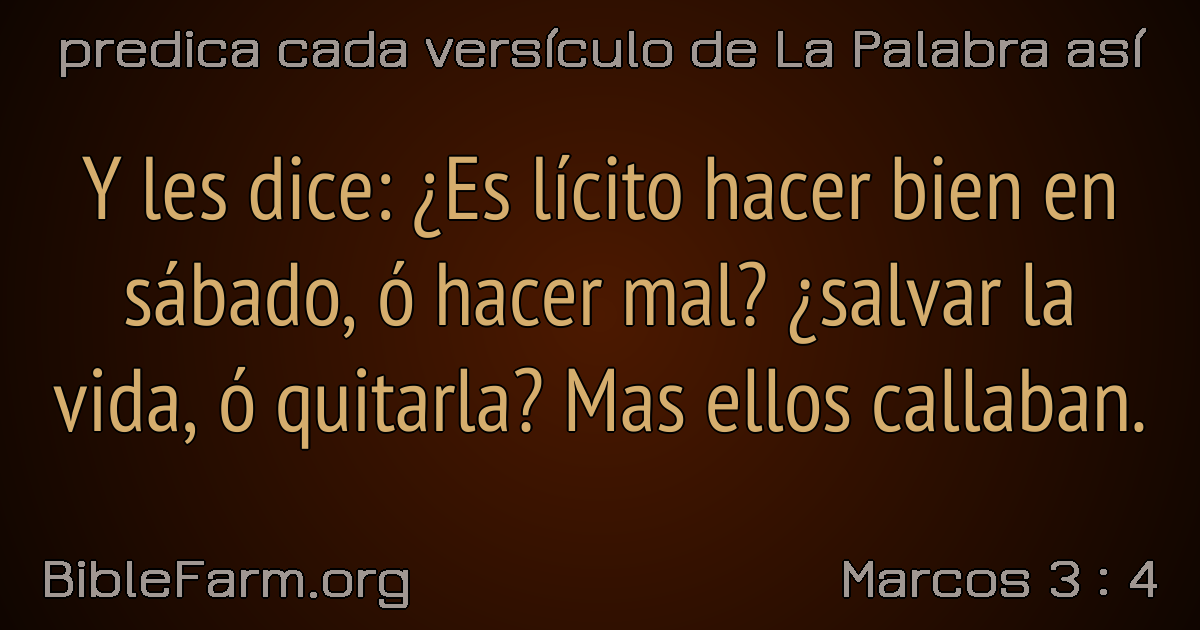 predica cada versículo de La Palabra así
Y les dice: ¿Es lícito hacer bien en
sábado, ó hacer mal? ¿salvar la
vida, ó quitarla? Mas ellos callaban.
BibleFarm.org
Marcos 3 : 4